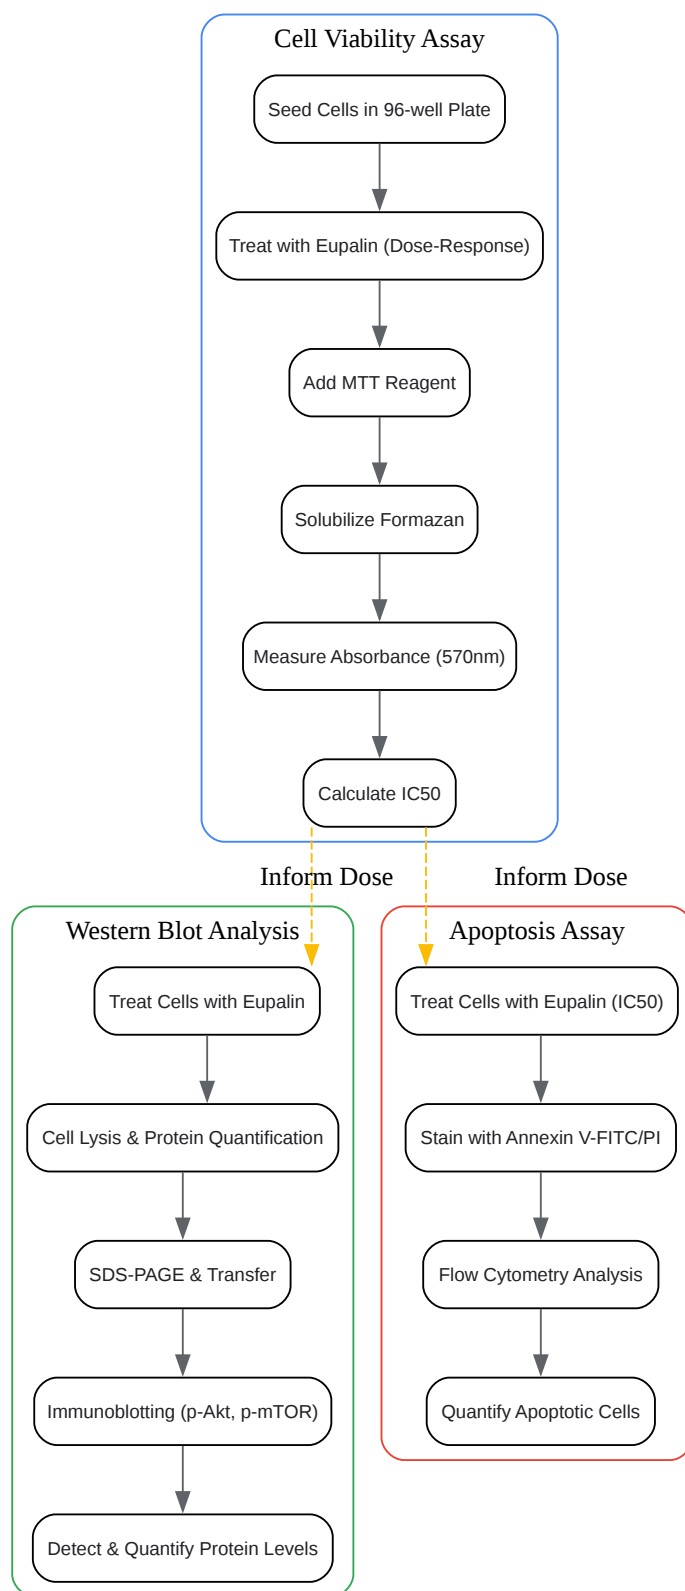 Cell Viability Assay
Seed Cells in 96-well Plate
Treat with Eupalin (Dose-Response)
Add MTT Reagent
Solubilize Formazan
Measure Absorbance (570nm)
Calculate IC50
Inform Dose
Inform Dose
Western Blot Analysis
Treat Cells with Eupalin
Cell Lysis & Protein Quantification
SDS-PAGE & Transfer
Immunoblotting (p-Akt, p-mTOR)
Detect & Quantify Protein Levels
Apoptosis Assay
Treat Cells with Eupalin (IC50)
Stain with Annexin V-FITC/PI
Flow Cytometry Analysis
Quantify Apoptotic Cells